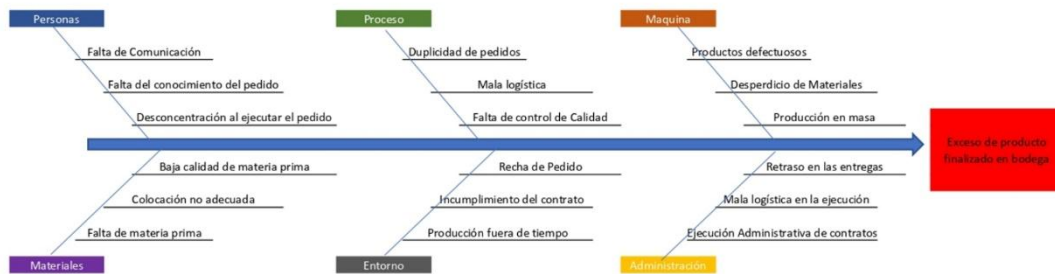 Personas
Proceso
Maquina
Falta de Comunicación
Duplicidad de pedidos
Productos defectuosos
Falta del conocimiento del pedido
Mala logística
Desperdicio de Materiales
Desconcentración al ejecutar el pedido
Falta de control de Calidad
Producción en masa
Exceso de producto
finalizado en bodega
Baja calidad de materia prima
Recha de Pedido
Retraso en las entregas
Colocación no adecuada
Incumplimiento del contrato
Mala logística en la ejecución
Falta de materia prima
Producción fuera de tiempo
Ejecución Administrativa de contratos
Materiales
Entorno
Administración